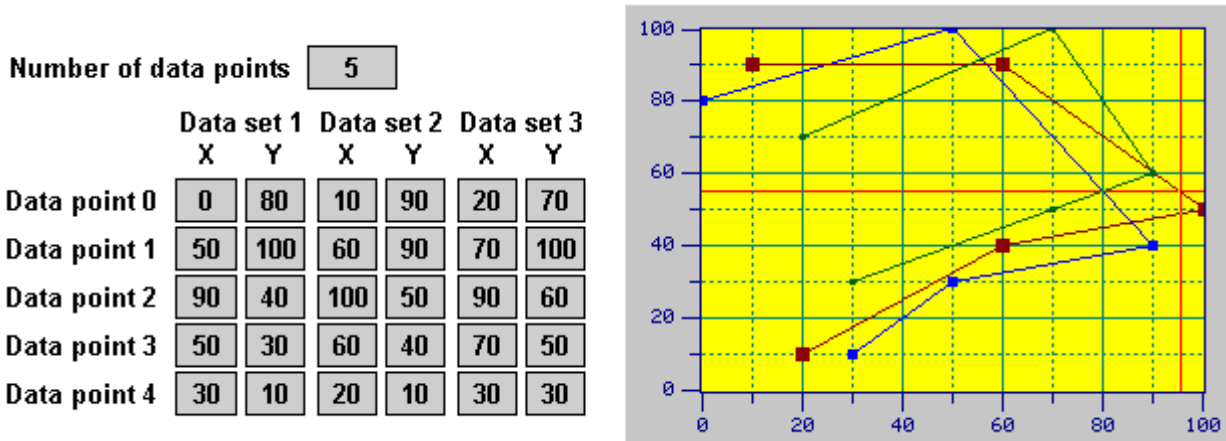 Number of data points 5
Data set 1 Data set 2 Data set 3
X Y X Y X Y
Data point 0 0 80 10 90 20 70
Data point 1 50 100 60 90 70 100
Data point 2 90 40 100 50 90 60
Data point 3 50 30 60 40 70 50
Data point 4 30 10 20 10 30 30
100
80
60
40
20
0
0 20 40 60 80 100